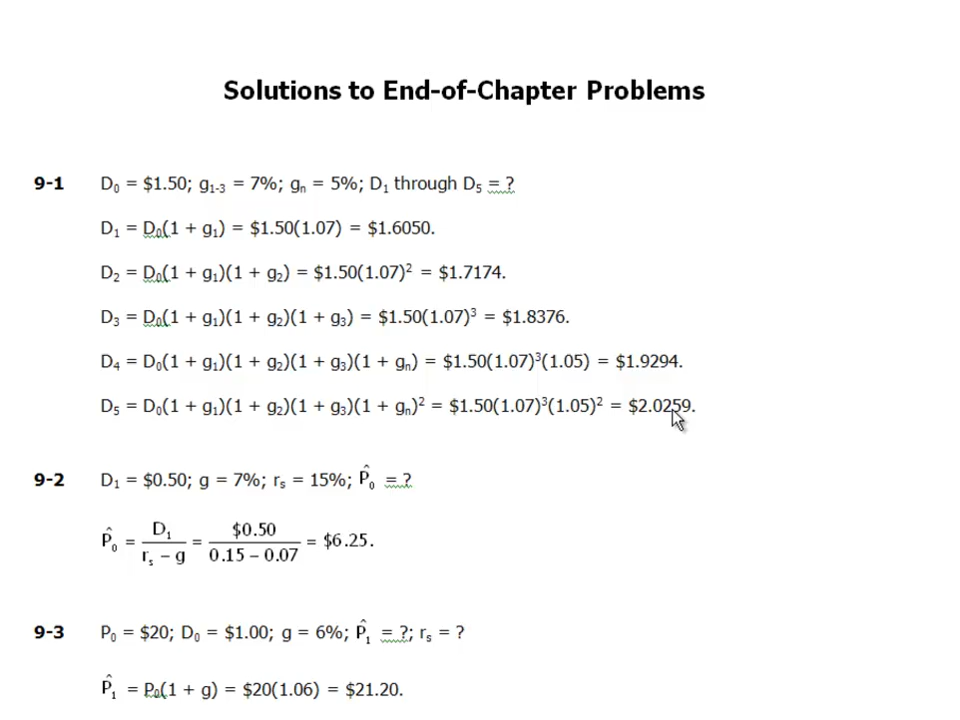 Solutions to End-of-Chapter Problems
9-1 D₀ = $1.50; g₁₋₃ = 7%; gₙ = 5%; D₁ through D₅ = ?
D₁ = D₀(1 + g₁) = $1.50(1.07) = $1.6050.
D₂ = D₀(1 + g₁)(1 + g₂) = $1.50(1.07)² = $1.7174.
D₃ = D₀(1 + g₁)(1 + g₂)(1 + g₃) = $1.50(1.07)³ = $1.8376.
D₄ = D₀(1 + g₁)(1 + g₂)(1 + g₃)(1 + gₙ) = $1.50(1.07)³(1.05) = $1.9294.
D₅ = D₀(1 + g₁)(1 + g₂)(1 + g₃)(1 + gₙ)² = $1.50(1.07)³(1.05)² = $2.0259.
9-2 D₁ = $0.50; g = 7%; rₛ = 15%; P̂₀ = ?
P̂₀ = D₁ / (rₛ − g) = $0.50 / (0.15 − 0.07) = $6.25.
9-3 P₀ = $20; D₀ = $1.00; g = 6%; P̂₁ = ?; rₛ = ?
P̂₁ = P₀(1 + g) = $20(1.06) = $21.20.